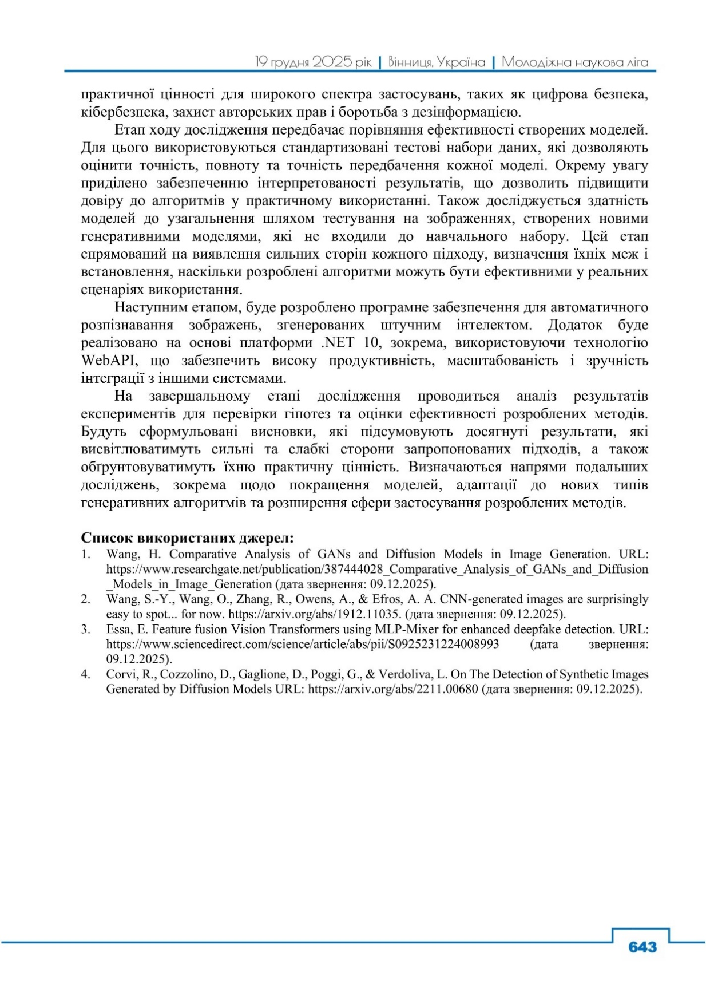 19 грудня 2025 рік | Вінниця, Україна | Молодіжна наукова ліга
практичної цінності для широкого спектра застосувань, таких як цифрова безпека,
кібербезпека, захист авторських прав і боротьба з дезінформацією.
Етап ходу дослідження передбачає порівняння ефективності створених моделей.
Для цього використовуються стандартизовані тестові набори даних, які дозволяють
оцінити точність, повноту та точність передбачення кожної моделі. Окрему увагу
приділено забезпеченню інтерпретованості результатів, що дозволить підвищити
довіру до алгоритмів у практичному використанні. Також досліджується здатність
моделей до узагальнення шляхом тестування на зображеннях, створених новими
генеративними моделями, які не входили до навчального набору. Цей етап
спрямований на виявлення сильних сторін кожного підходу, визначення їхніх меж і
встановлення, наскільки розроблені алгоритми можуть бути ефективними у реальних
сценаріях використання.
Наступним етапом, буде розроблено програмне забезпечення для автоматичного
розпізнавання зображень, згенерованих штучним інтелектом. Додаток буде
реалізовано на основі платформи .NET 10, зокрема, використовуючи технологію
WebAPI, що забезпечить високу продуктивність, масштабованість і зручність
інтеграції з іншими системами.
На завершальному етапі дослідження проводиться аналіз результатів
експериментів для перевірки гіпотез та оцінки ефективності розроблених методів.
Будуть сформульовані висновки, які підсумовують досягнуті результати, які
висвітлюватимуть сильні та слабкі сторони запропонованих підходів, а також
обґрунтовуватимуть їхню практичну цінність. Визначаються напрями подальших
досліджень, зокрема щодо покращення моделей, адаптації до нових типів
генеративних алгоритмів та розширення сфери застосування розроблених методів.
Список використаних джерел:
1. Wang, H. Comparative Analysis of GANs and Diffusion Models in Image Generation. URL:
https://www.researchgate.net/publication/387444028_Comparative_Analysis_of_GANs_and_Diffusion
_Models_in_Image_Generation (дата звернення: 09.12.2025).
2. Wang, S.-Y., Wang, O., Zhang, R., Owens, A., & Efros, A. A. CNN-generated images are surprisingly
easy to spot... for now. https://arxiv.org/abs/1912.11035. (дата звернення: 09.12.2025).
3. Essa, E. Feature fusion Vision Transformers using MLP-Mixer for enhanced deepfake detection. URL:
https://www.sciencedirect.com/science/article/abs/pii/S0925231224008993 (дата звернення:
09.12.2025).
4. Corvi, R., Cozzolino, D., Gaglione, D., Poggi, G., & Verdoliva, L. On The Detection of Synthetic Images
Generated by Diffusion Models URL: https://arxiv.org/abs/2211.00680 (дата звернення: 09.12.2025).
643